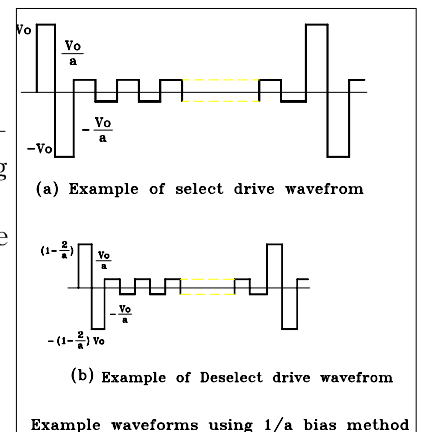 Vo
Vo
a
-Vo
- Vo
a
(a) Example of select drive wavefrom
(1- 2
a )
Vo
a
- Vo
a
-(1- 2
a ) Vo
(b) Example of Deselect drive wavefrom
Example waveforms using 1/a bias method
g
e